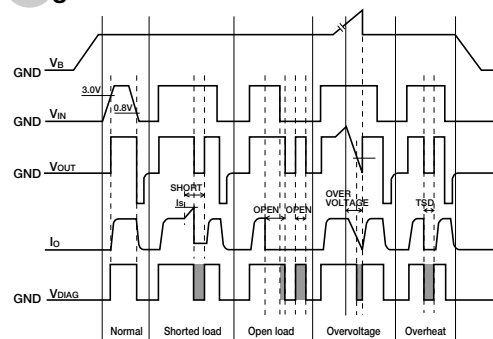 g
GND VB
3.0V
0.8V
GND VIN
GND VOUT
SHORT
IS
OPEN OPEN
OVER
VOLTAGE
TSD
IO
GND VDIAG
Normal Shorted load Open load Overvoltage Overheat